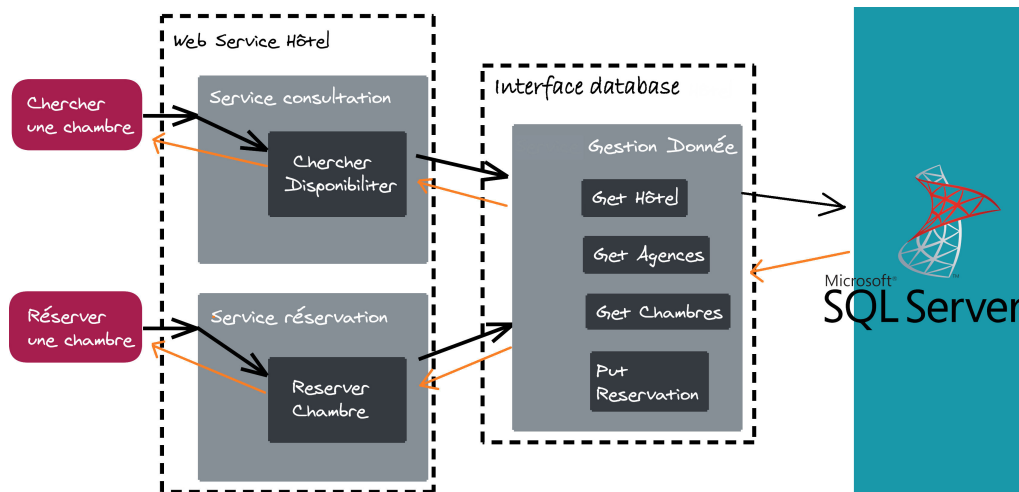 Web Service Hôtel
Chercher
une chambre
Service consultation
Chercher
Disponibiliter
Réserver
une chambre
Service réservation
Reserver
Chambre
Interface database
Gestion Donnée
Get Hôtel
Get Agences
Get Chambres
Put
Reservation
Microsoft®
SQL Server
™